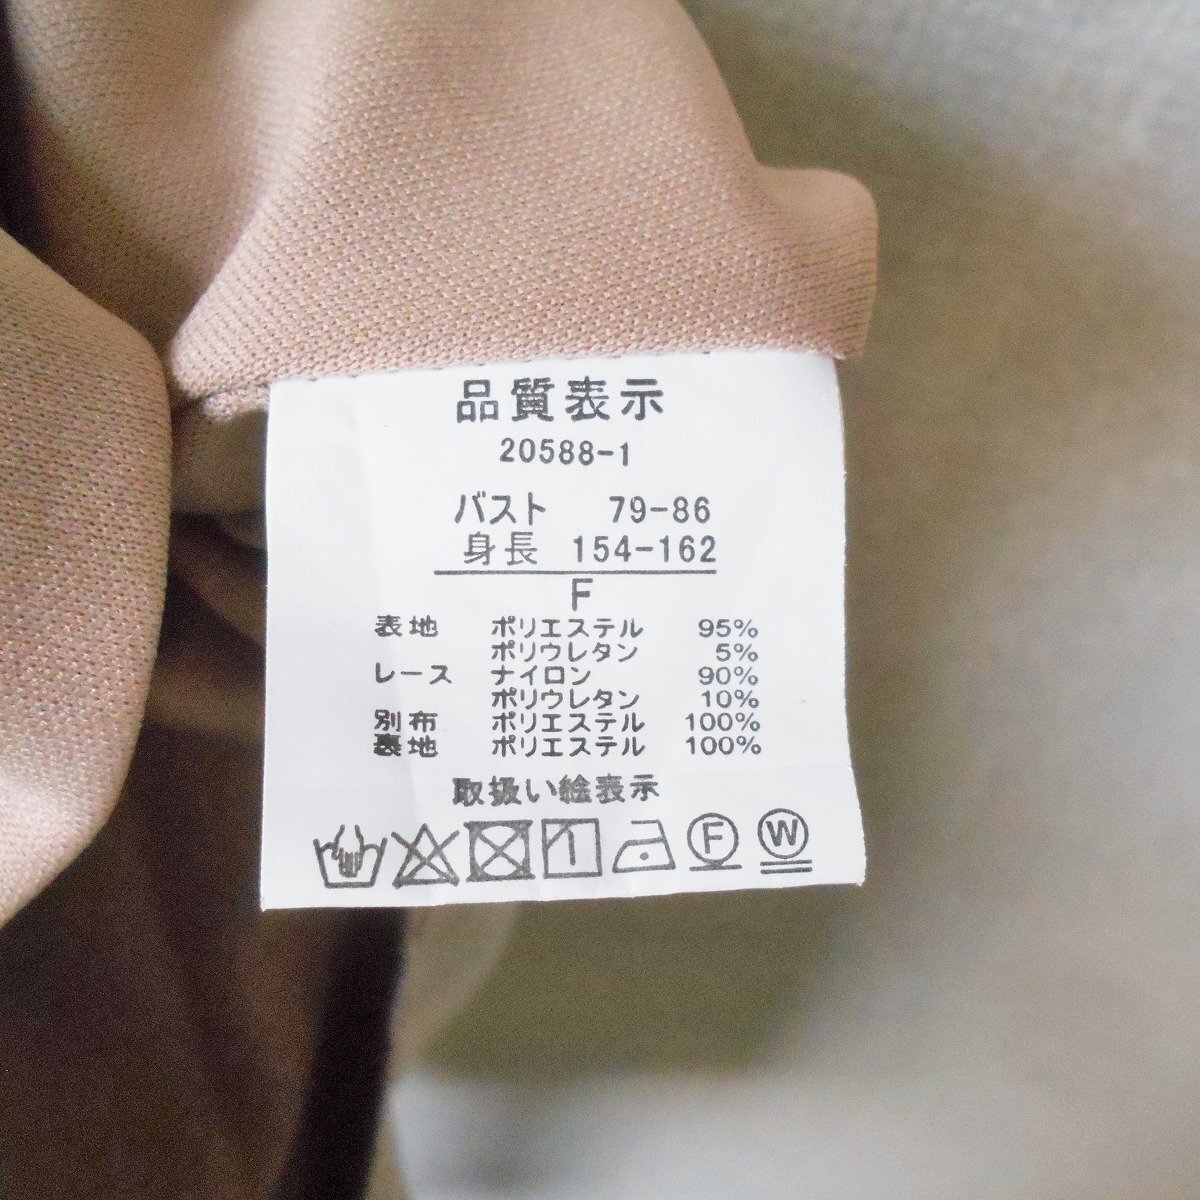 品質表示
20588-1
バスト 79-86
身長 154-162
F
表地 ポリエステル 95%
ポリウレタン 5%
レース ナイロン 90%
ポリウレタン 10%
別布 ポリエステル 100%
裏地 ポリエステル 100%
取扱い絵表示
F W